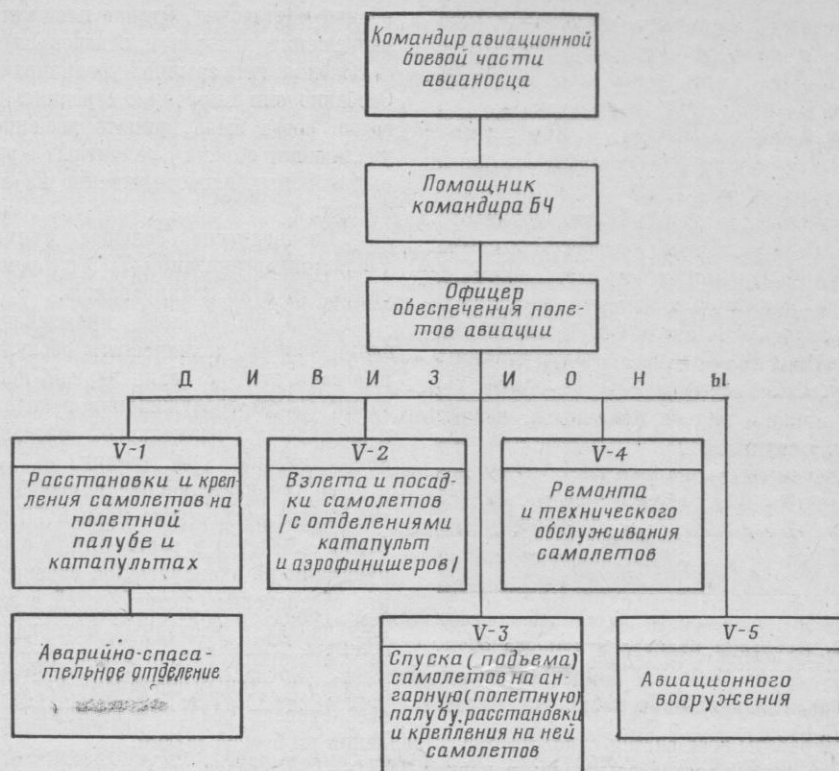 Командир авиационной
боевой части
авианосца
Помощник
командира БЧ
Офицер
обеспечения поле-
тов авиации
ДИВИЗИОНЫ
V-1
Расстановки и креп-
ления самолетов на
полетной
палубе и
катапультах
V-2
Взлета и посад-
ки самолетов
/с отделениями
катапульт
и аэрофинишеров/
V-4
Ремонта
и технического
обслуживания
самолетов
Аварийно-спаса-
тельное отделение
V-3
Спуска (подъема)
самолетов на ан-
гарную (полетную)
палубу, расстановки
и крепления на ней
самолетов
V-5
Авиационного
вооружения